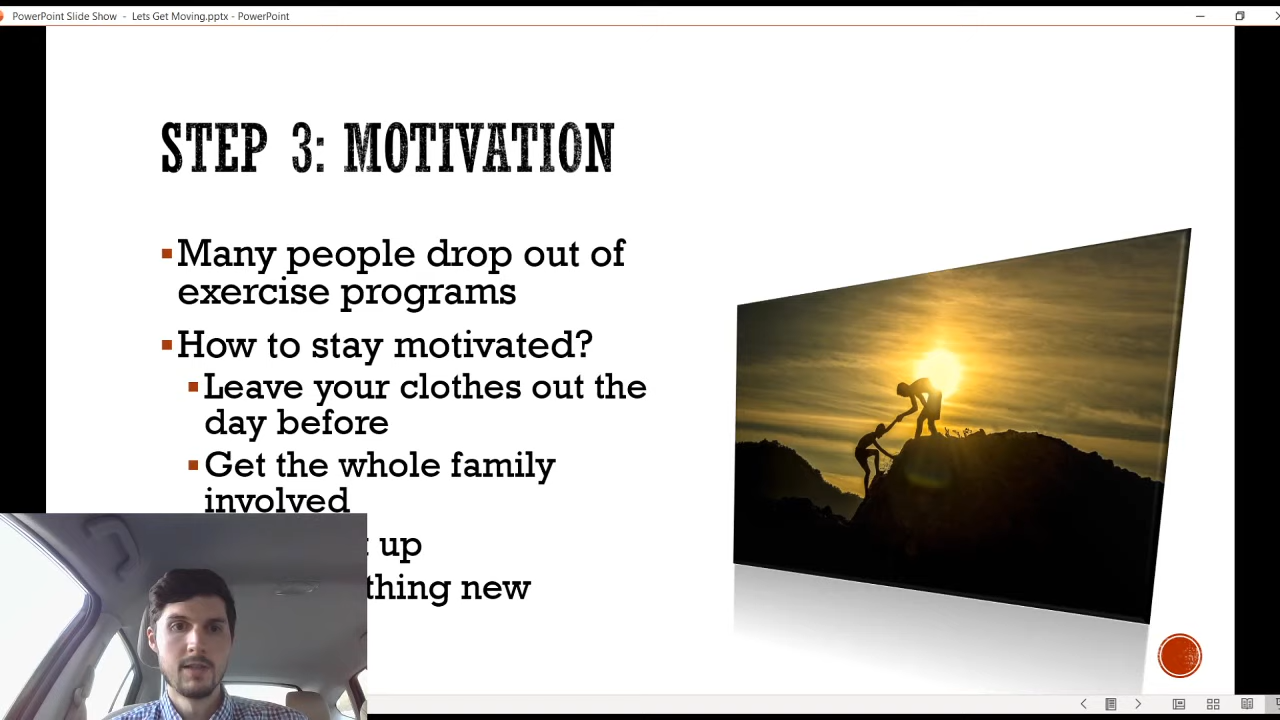 PowerPoint Slide Show - Lets Get Moving.pptx - PowerPoint
STEP 3: MOTIVATION
▪Many people drop out of
exercise programs
▪How to stay motivated?
▪Leave your clothes out the
day before
▪Get the whole family
involved
up
thing new